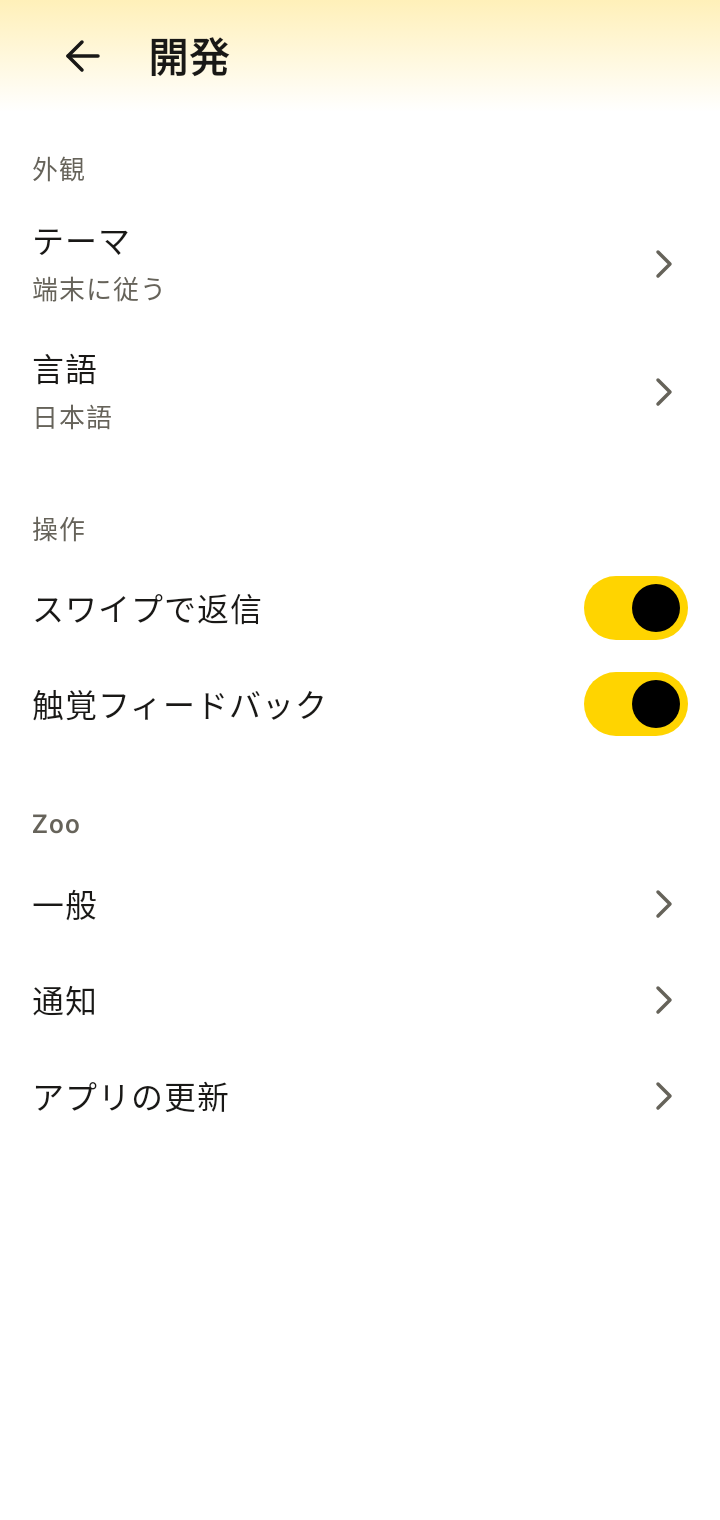 開発
外観
テーマ
端末に従う
言語
日本語
操作
スワイプで返信
触覚フィードバック
Zoo
一般
通知
アプリの更新